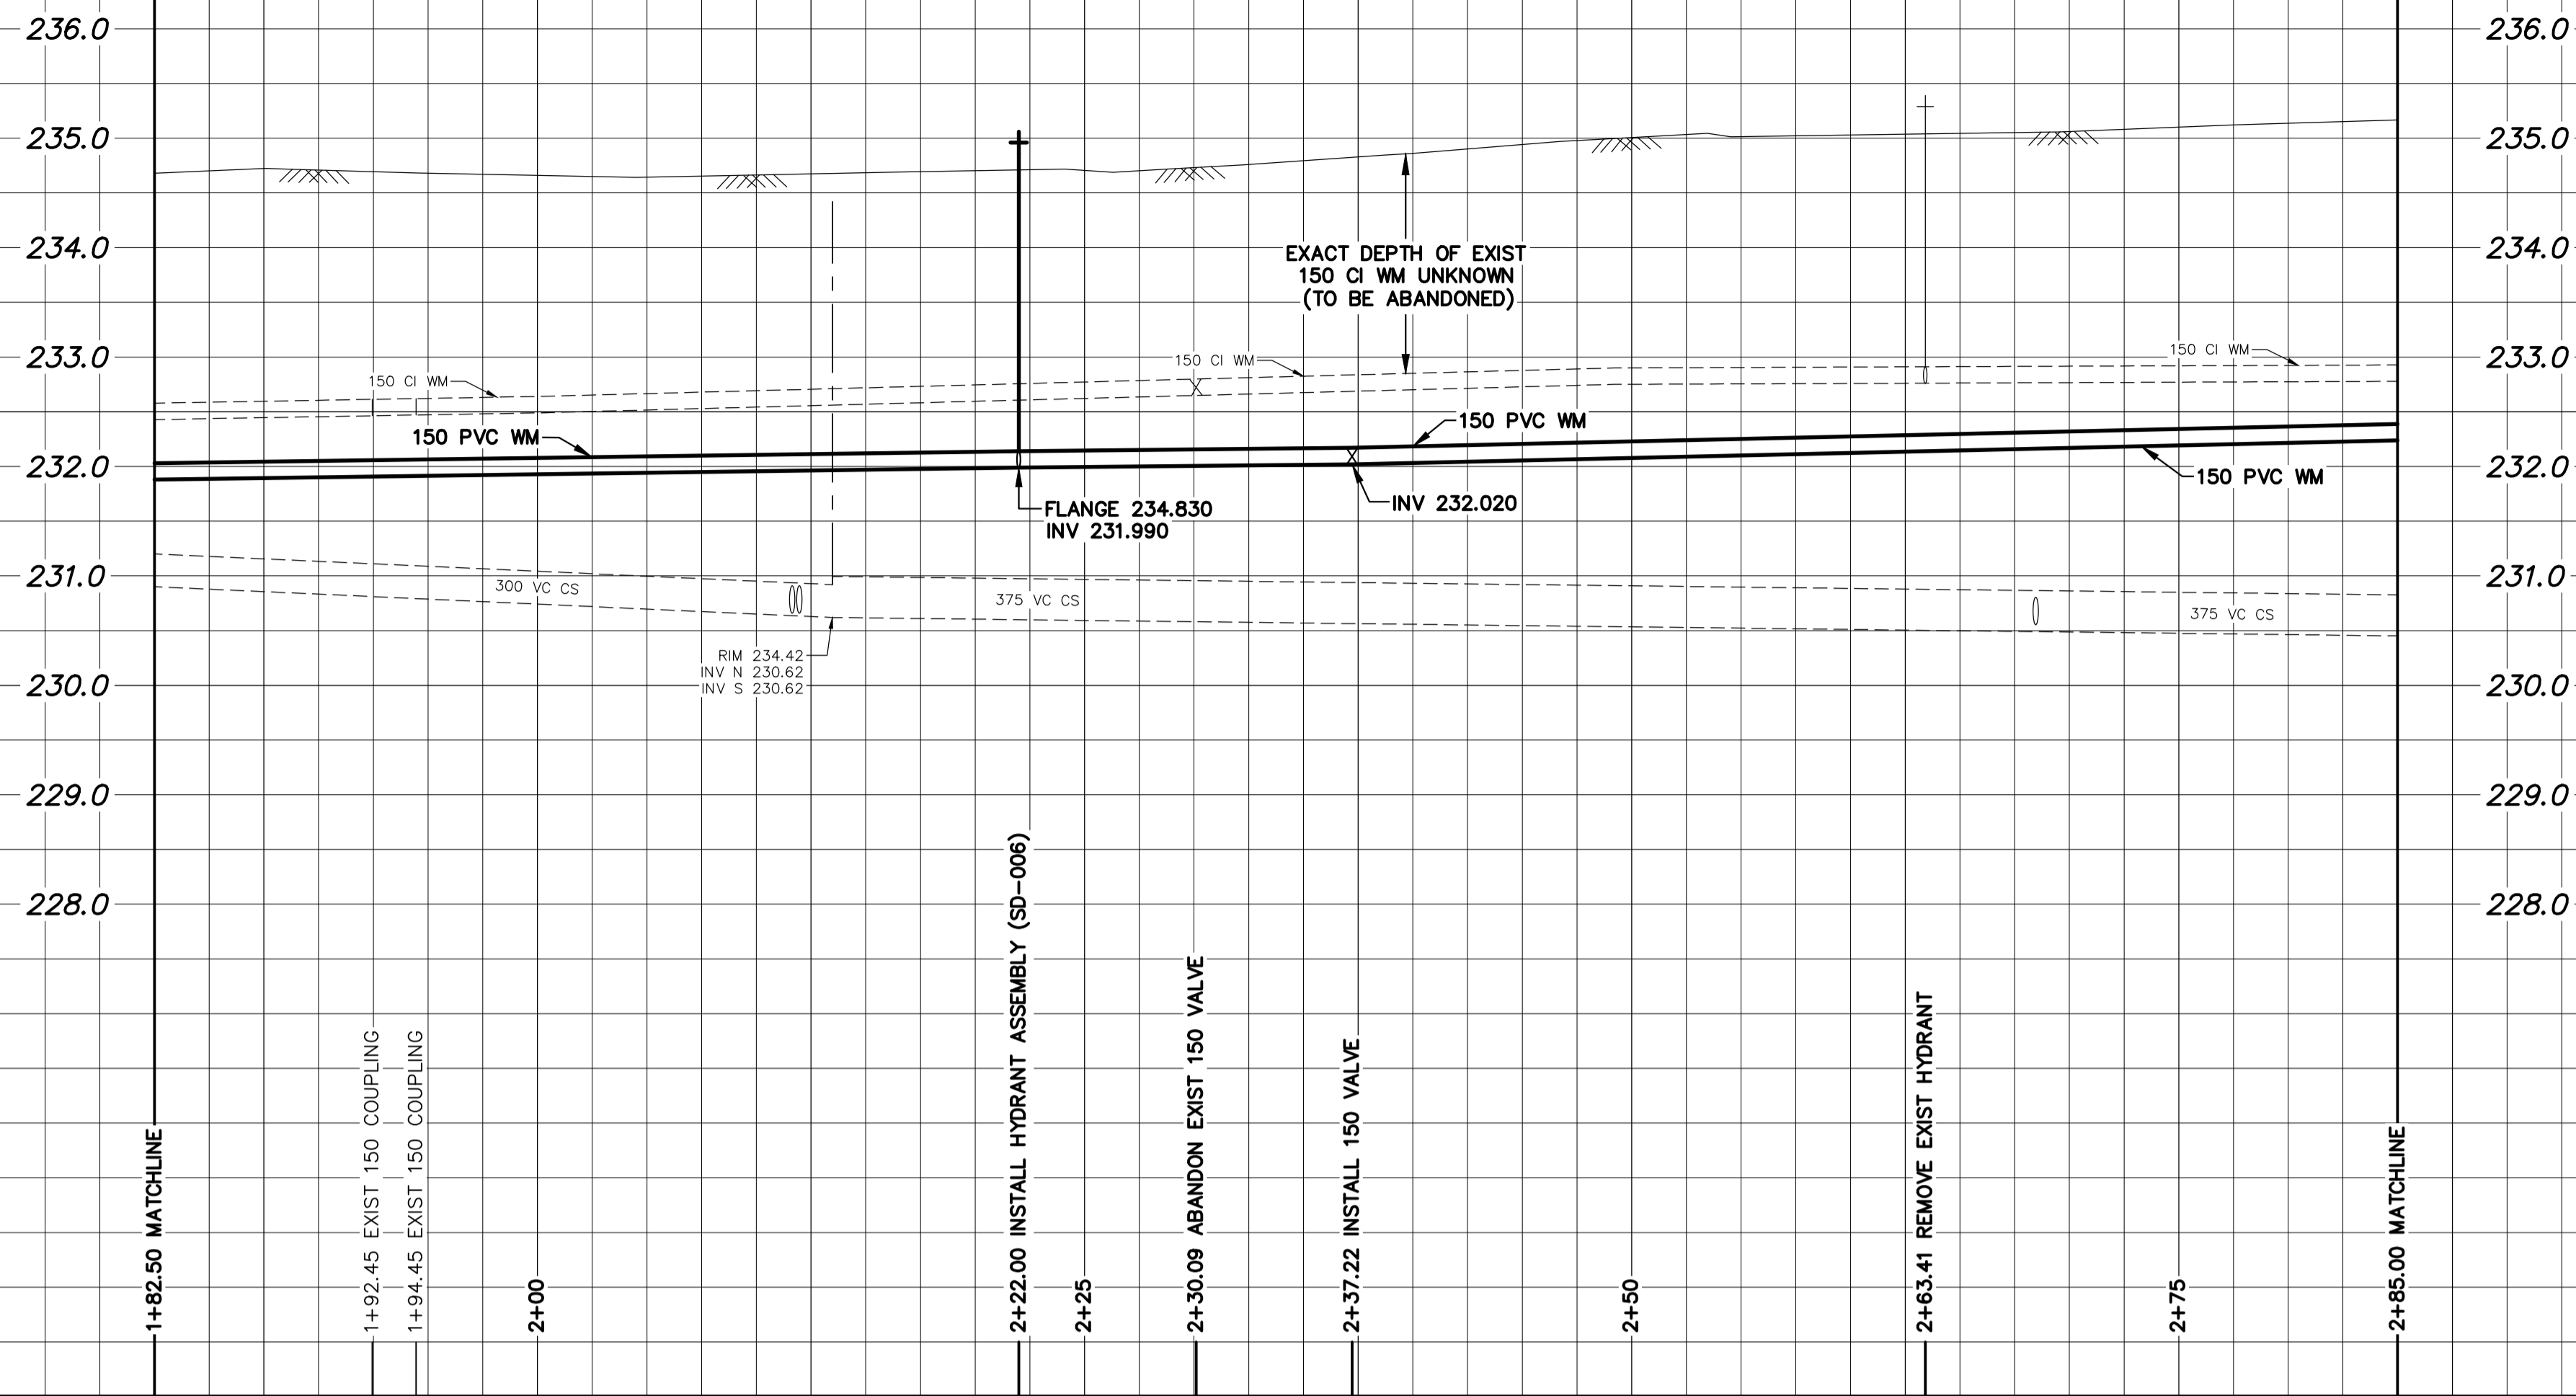 236.0 236.0
235.0 235.0
234.0 234.0
EXACT DEPTH OF EXIST
150 CI WM UNKNOWN
(TO BE ABANDONED)
233.0 233.0
150 CI WM
150 CI WM
150 CI WM
150 PVC WM
150 PVC WM
232.0 232.0
150 PVC WM
INV 232.020
FLANGE 234.830
INV 231.990
231.0 231.0
300 VC CS
375 VC CS
375 VC CS
RIM 234.42
INV N 230.62
INV S 230.62
230.0 230.0
229.0 229.0
228.0 228.0
1+82.50 MATCHLINE
1+92.45 EXIST 150 COUPLING
1+94.45 EXIST 150 COUPLING
2+00
2+22.00 INSTALL HYDRANT ASSEMBLY (SD-006)
2+25
2+30.09 ABANDON EXIST 150 VALVE
2+37.22 INSTALL 150 VALVE
2+50
2+63.41 REMOVE EXIST HYDRANT
2+75
2+85.00 MATCHLINE